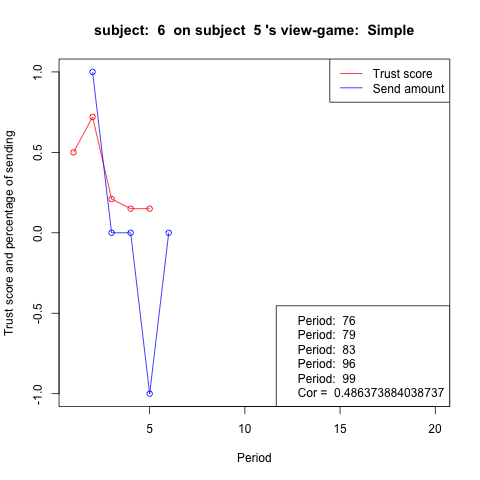 subject:  6  on subject  5 's view-game:  Simple
Trust score and percentage of sending
1.0
0.5
0.0
-0.5
-1.0
Trust score
Send amount
Period:  76
Period:  79
Period:  83
Period:  96
Period:  99
Cor =  0.486373884038737
5
10
15
20
Period